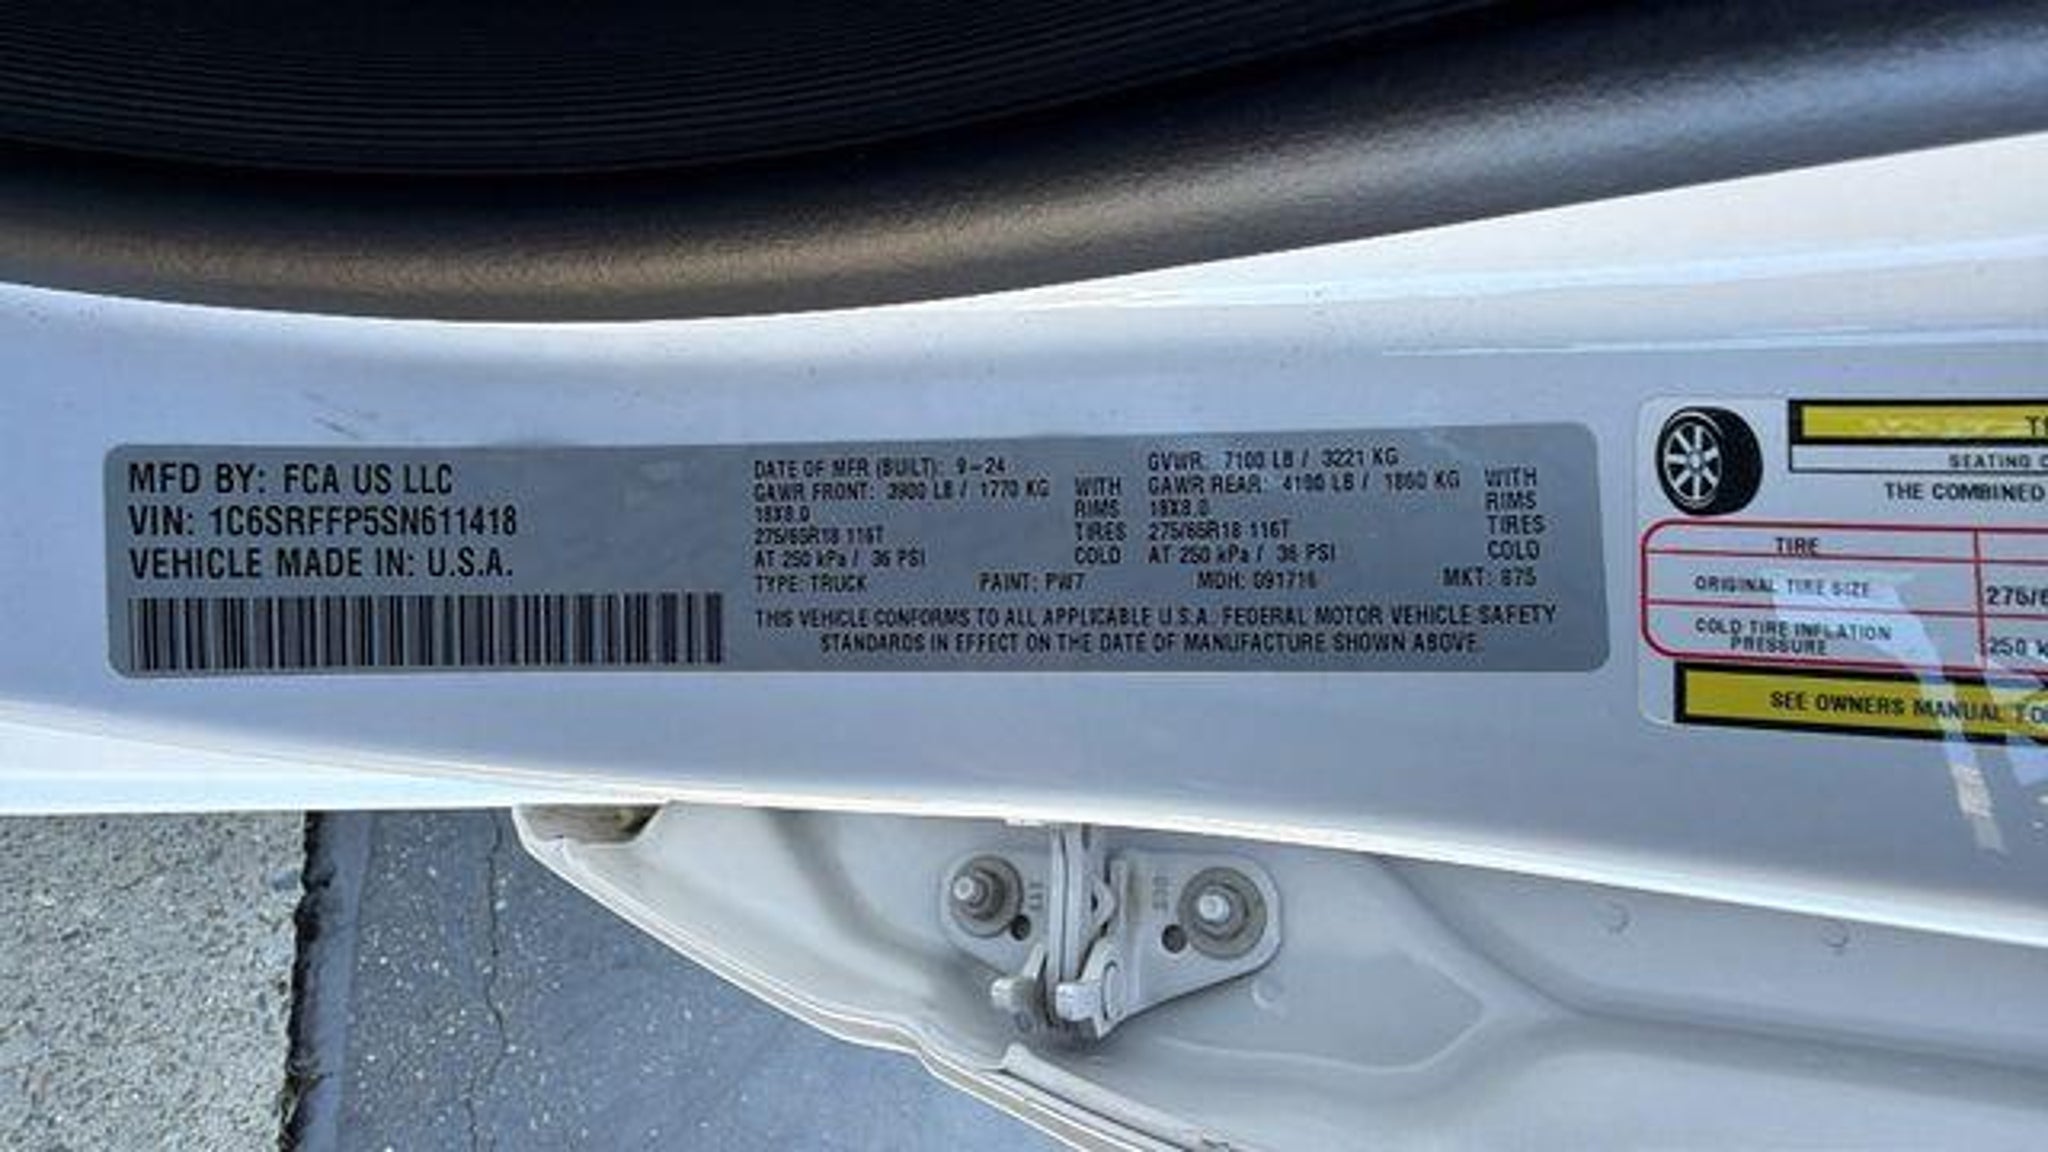 MFD BY: FCA US LLC
VIN: 1C6SRFFP5SN611418
VEHICLE MADE IN: U.S.A.
DATE OF MFR (BUILT): 9-24
GAWR FRONT: 3900 LB / 1770 KG WITH
18X8.0 RIMS
275/65R18 116T TIRES
AT 250 kPa / 36 PSI COLD
GVWR: 7100 LB / 3221 KG
GAWR REAR: 4100 LB / 1860 KG WITH
18X8.0 RIMS
275/65R18 116T TIRES
AT 250 kPa / 36 PSI COLD
TYPE: TRUCK PAINT: PW7 MDH: 091716 MKT: 875
THIS VEHICLE CONFORMS TO ALL APPLICABLE U.S.A. FEDERAL MOTOR VEHICLE SAFETY
STANDARDS IN EFFECT ON THE DATE OF MANUFACTURE SHOWN ABOVE.
SEATING
THE COMBINED
TIRE
ORIGINAL TIRE SIZE 275/6
COLD TIRE INFLATION
PRESSURE 250
SEE OWNERS MANUAL